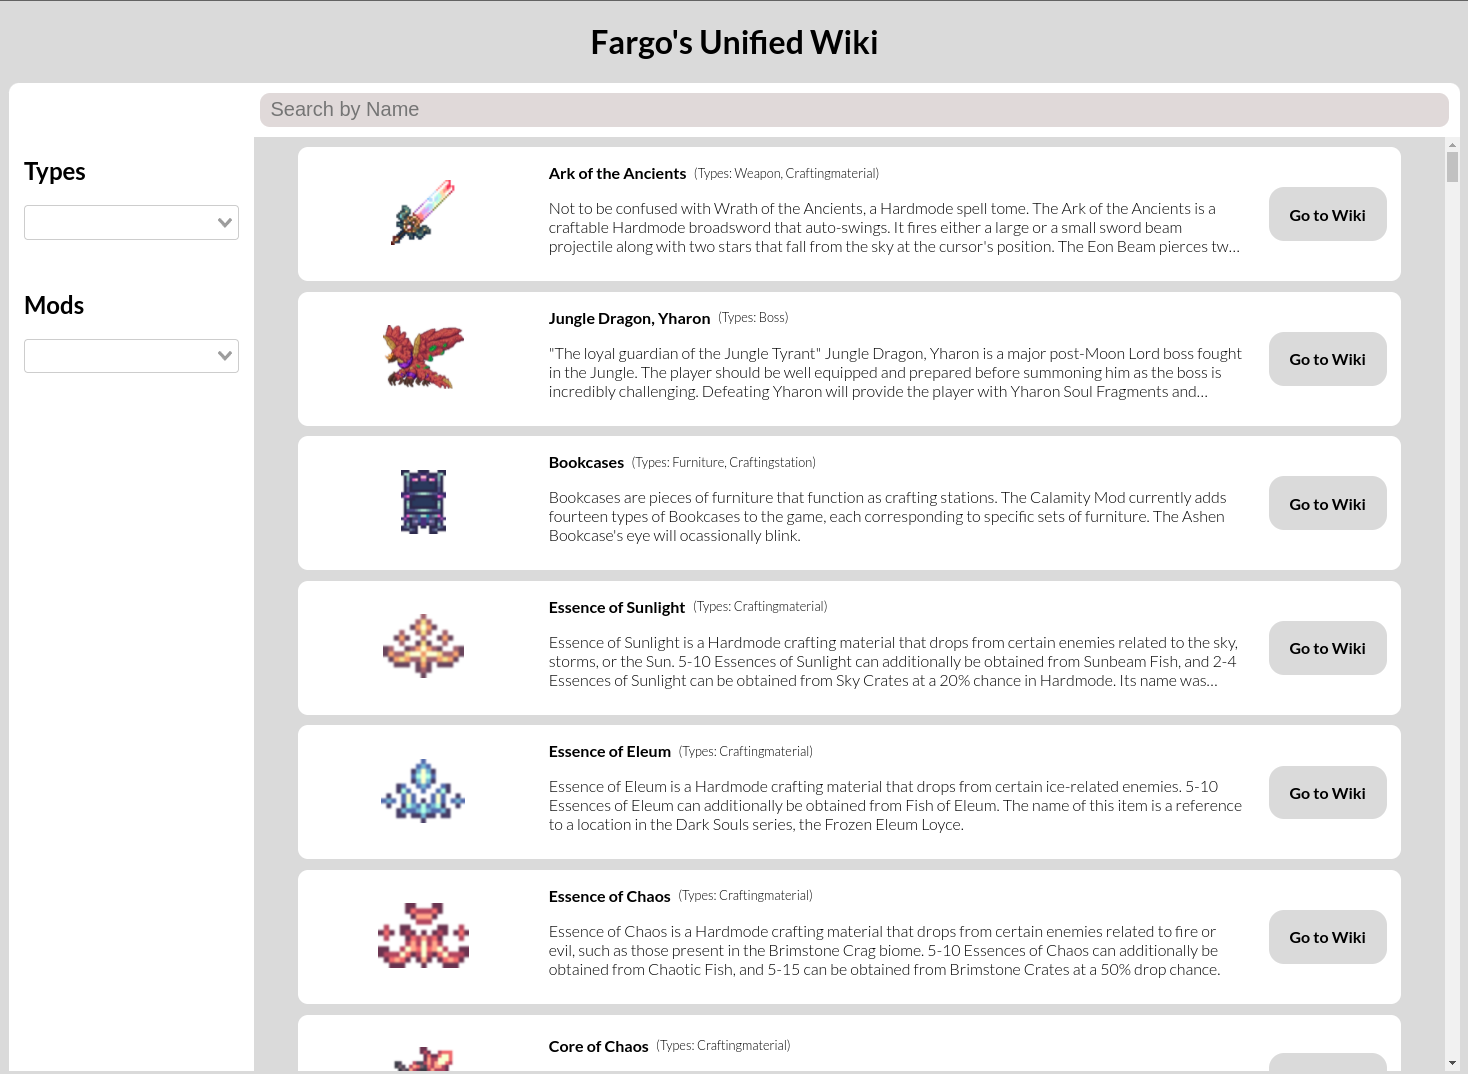 Fargo's Unified Wiki
Search by Name
Types
Mods
Ark of the Ancients (Types: Weapon, Craftingmaterial)
Not to be confused with Wrath of the Ancients, a Hardmode spell tome. The Ark of the Ancients is a
craftable Hardmode broadsword that auto-swings. It fires either a large or a small sword beam
projectile along with two stars that fall from the sky at the cursor's position. The Eon Beam pierces tw...
Go to Wiki
Jungle Dragon, Yharon (Types: Boss)
"The loyal guardian of the Jungle Tyrant" Jungle Dragon, Yharon is a major post-Moon Lord boss fought
in the Jungle. The player should be well equipped and prepared before summoning him as the boss is
incredibly challenging. Defeating Yharon will provide the player with Yharon Soul Fragments and...
Go to Wiki
Bookcases (Types: Furniture, Craftingstation)
Bookcases are pieces of furniture that function as crafting stations. The Calamity Mod currently adds
fourteen types of Bookcases to the game, each corresponding to specific sets of furniture. The Ashen
Bookcase's eye will ocassionally blink.
Go to Wiki
Essence of Sunlight (Types: Craftingmaterial)
Essence of Sunlight is a Hardmode crafting material that drops from certain enemies related to the sky,
storms, or the Sun. 5-10 Essences of Sunlight can additionally be obtained from Sunbeam Fish, and 2-4
Essences of Sunlight can be obtained from Sky Crates at a 20% chance in Hardmode. Its name was...
Go to Wiki
Essence of Eleum (Types: Craftingmaterial)
Essence of Eleum is a Hardmode crafting material that drops from certain ice-related enemies. 5-10
Essences of Eleum can additionally be obtained from Fish of Eleum. The name of this item is a reference
to a location in the Dark Souls series, the Frozen Eleum Loyce.
Go to Wiki
Essence of Chaos (Types: Craftingmaterial)
Essence of Chaos is a Hardmode crafting material that drops from certain enemies related to fire or
evil, such as those present in the Brimstone Crag biome. 5-10 Essences of Chaos can additionally be
obtained from Chaotic Fish, and 5-15 can be obtained from Brimstone Crates at a 50% drop chance.
Go to Wiki
Core of Chaos (Types: Craftingmaterial)